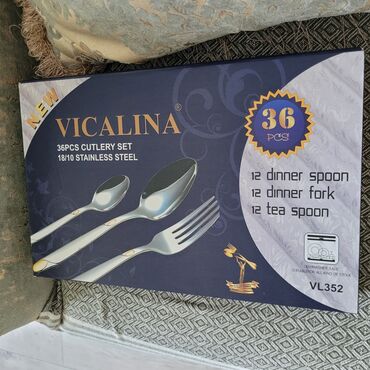 NEW
VICALINA®
36PCS CUTLERY SET
18/10 STAINLESS STEEL
36
PCS
12 dinner spoon
12 dinner fork
12 tea spoon
VL352